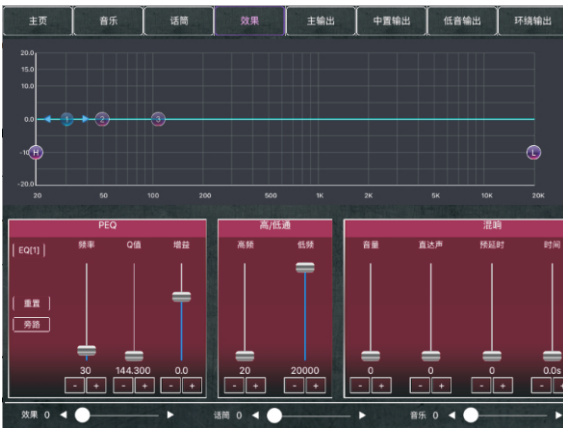 主页 音乐 话筒 效果 主输出 中置输出 低音输出 环绕输出
20.0
15.0
10.0
0.0 1 2 3
-10 H L
-20.0
20 50 100 200 500 1K 2K 5K 10K 20K
PEQ 高/低通 混响
EQ[1] 频率 Q值 增益 高频 低频 音量 直达声 预延时 时间
重置
旁路
30 144.300 0.0 20 20000 0 0 0 0.0s
- + - + - + - + - + - + - + - + -
效果 0 话筒 0 音乐 0